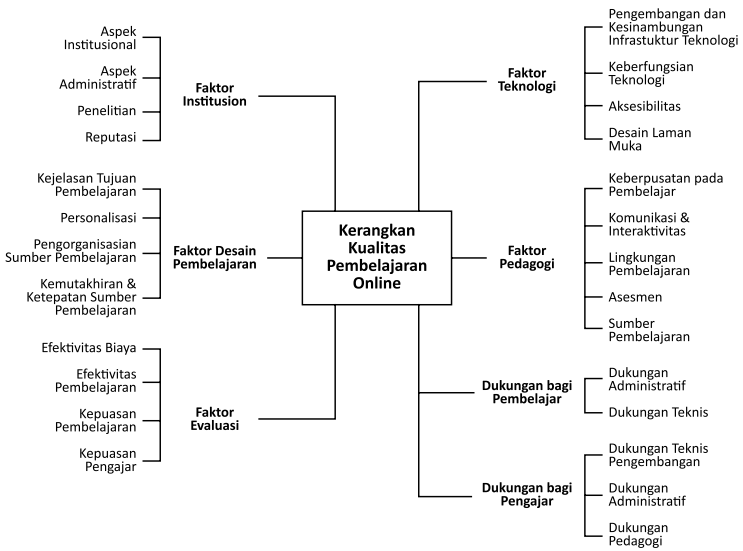 Aspek
Institusional
Aspek
Administratif
Penelitian
Reputasi
Faktor
Institusion
Kejelasan Tujuan
Pembelajaran
Personalisasi
Pengorganisasian
Sumber Pembelajaran
Kemutakhiran &
Ketepatan Sumber
Pembelajaran
Faktor Desain
Pembelajaran
Efektivitas Biaya
Efektivitas
Pembelajaran
Kepuasan
Pembelajaran
Kepuasan
Pengajar
Faktor
Evaluasi
Kerangkan
Kualitas
Pembelajaran
Online
Faktor
Teknologi
Pengembangan dan
Kesinambungan
Infrastuktur Teknologi
Keberfungsian
Teknologi
Aksesibilitas
Desain Laman
Muka
Faktor
Pedagogi
Keberpusatan pada
Pembelajar
Komunikasi &
Interaktivitas
Lingkungan
Pembelajaran
Asesmen
Sumber
Pembelajaran
Dukungan bagi
Pembelajar
Dukungan
Administratif
Dukungan Teknis
Dukungan bagi
Pengajar
Dukungan Teknis
Pengembangan
Dukungan
Administratif
Dukungan
Pedagogi